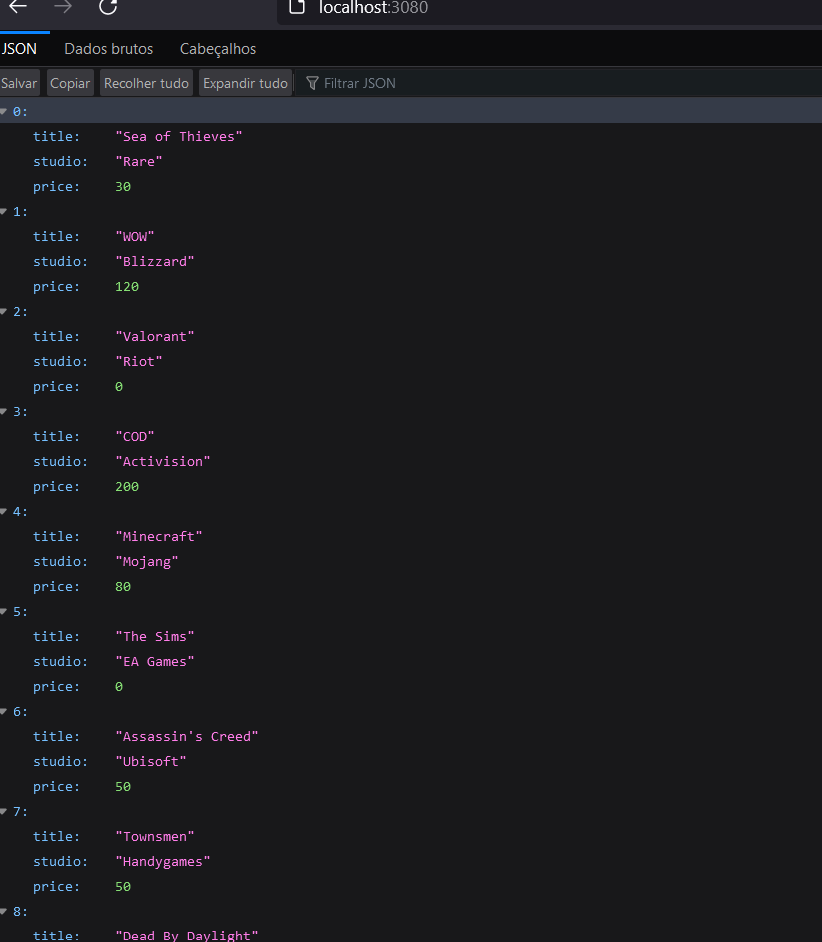 localhost:3080
JSON Dados brutos Cabeçalhos
Salvar Copiar Recolher tudo Expandir tudo Filtrar JSON
0:
title: "Sea of Thieves"
studio: "Rare"
price: 30
1:
title: "WOW"
studio: "Blizzard"
price: 120
2:
title: "Valorant"
studio: "Riot"
price: 0
3:
title: "COD"
studio: "Activision"
price: 200
4:
title: "Minecraft"
studio: "Mojang"
price: 80
5:
title: "The Sims"
studio: "EA Games"
price: 0
6:
title: "Assassin's Creed"
studio: "Ubisoft"
price: 50
7:
title: "Townsmen"
studio: "Handygames"
price: 50
8:
title: "Dead By Daylight"